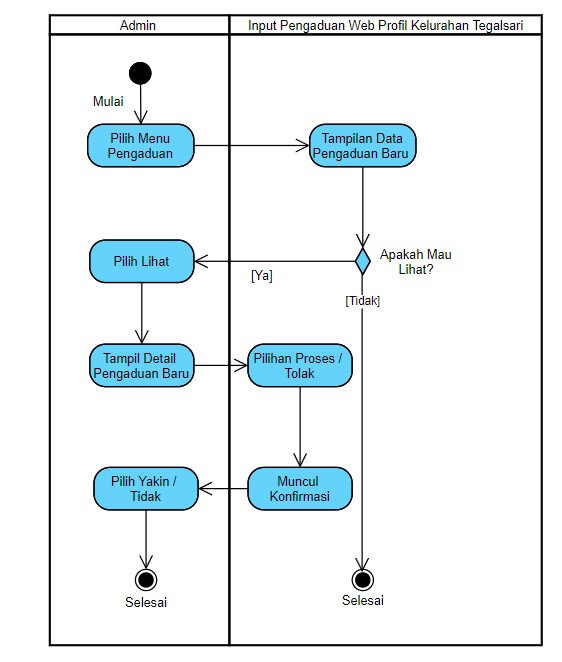 Admin
Input Pengaduan Web Profil Kelurahan Tegalsari
Mulai
Pilih Menu
Pengaduan
Tampilan Data
Pengaduan Baru
Apakah Mau
Lihat?
Pilih Lihat
[Ya]
[Tidak]
Tampil Detail
Pengaduan Baru
Pilihan Proses /
Tolak
Pilih Yakin /
Tidak
Muncul
Konfirmasi
Selesai
Selesai